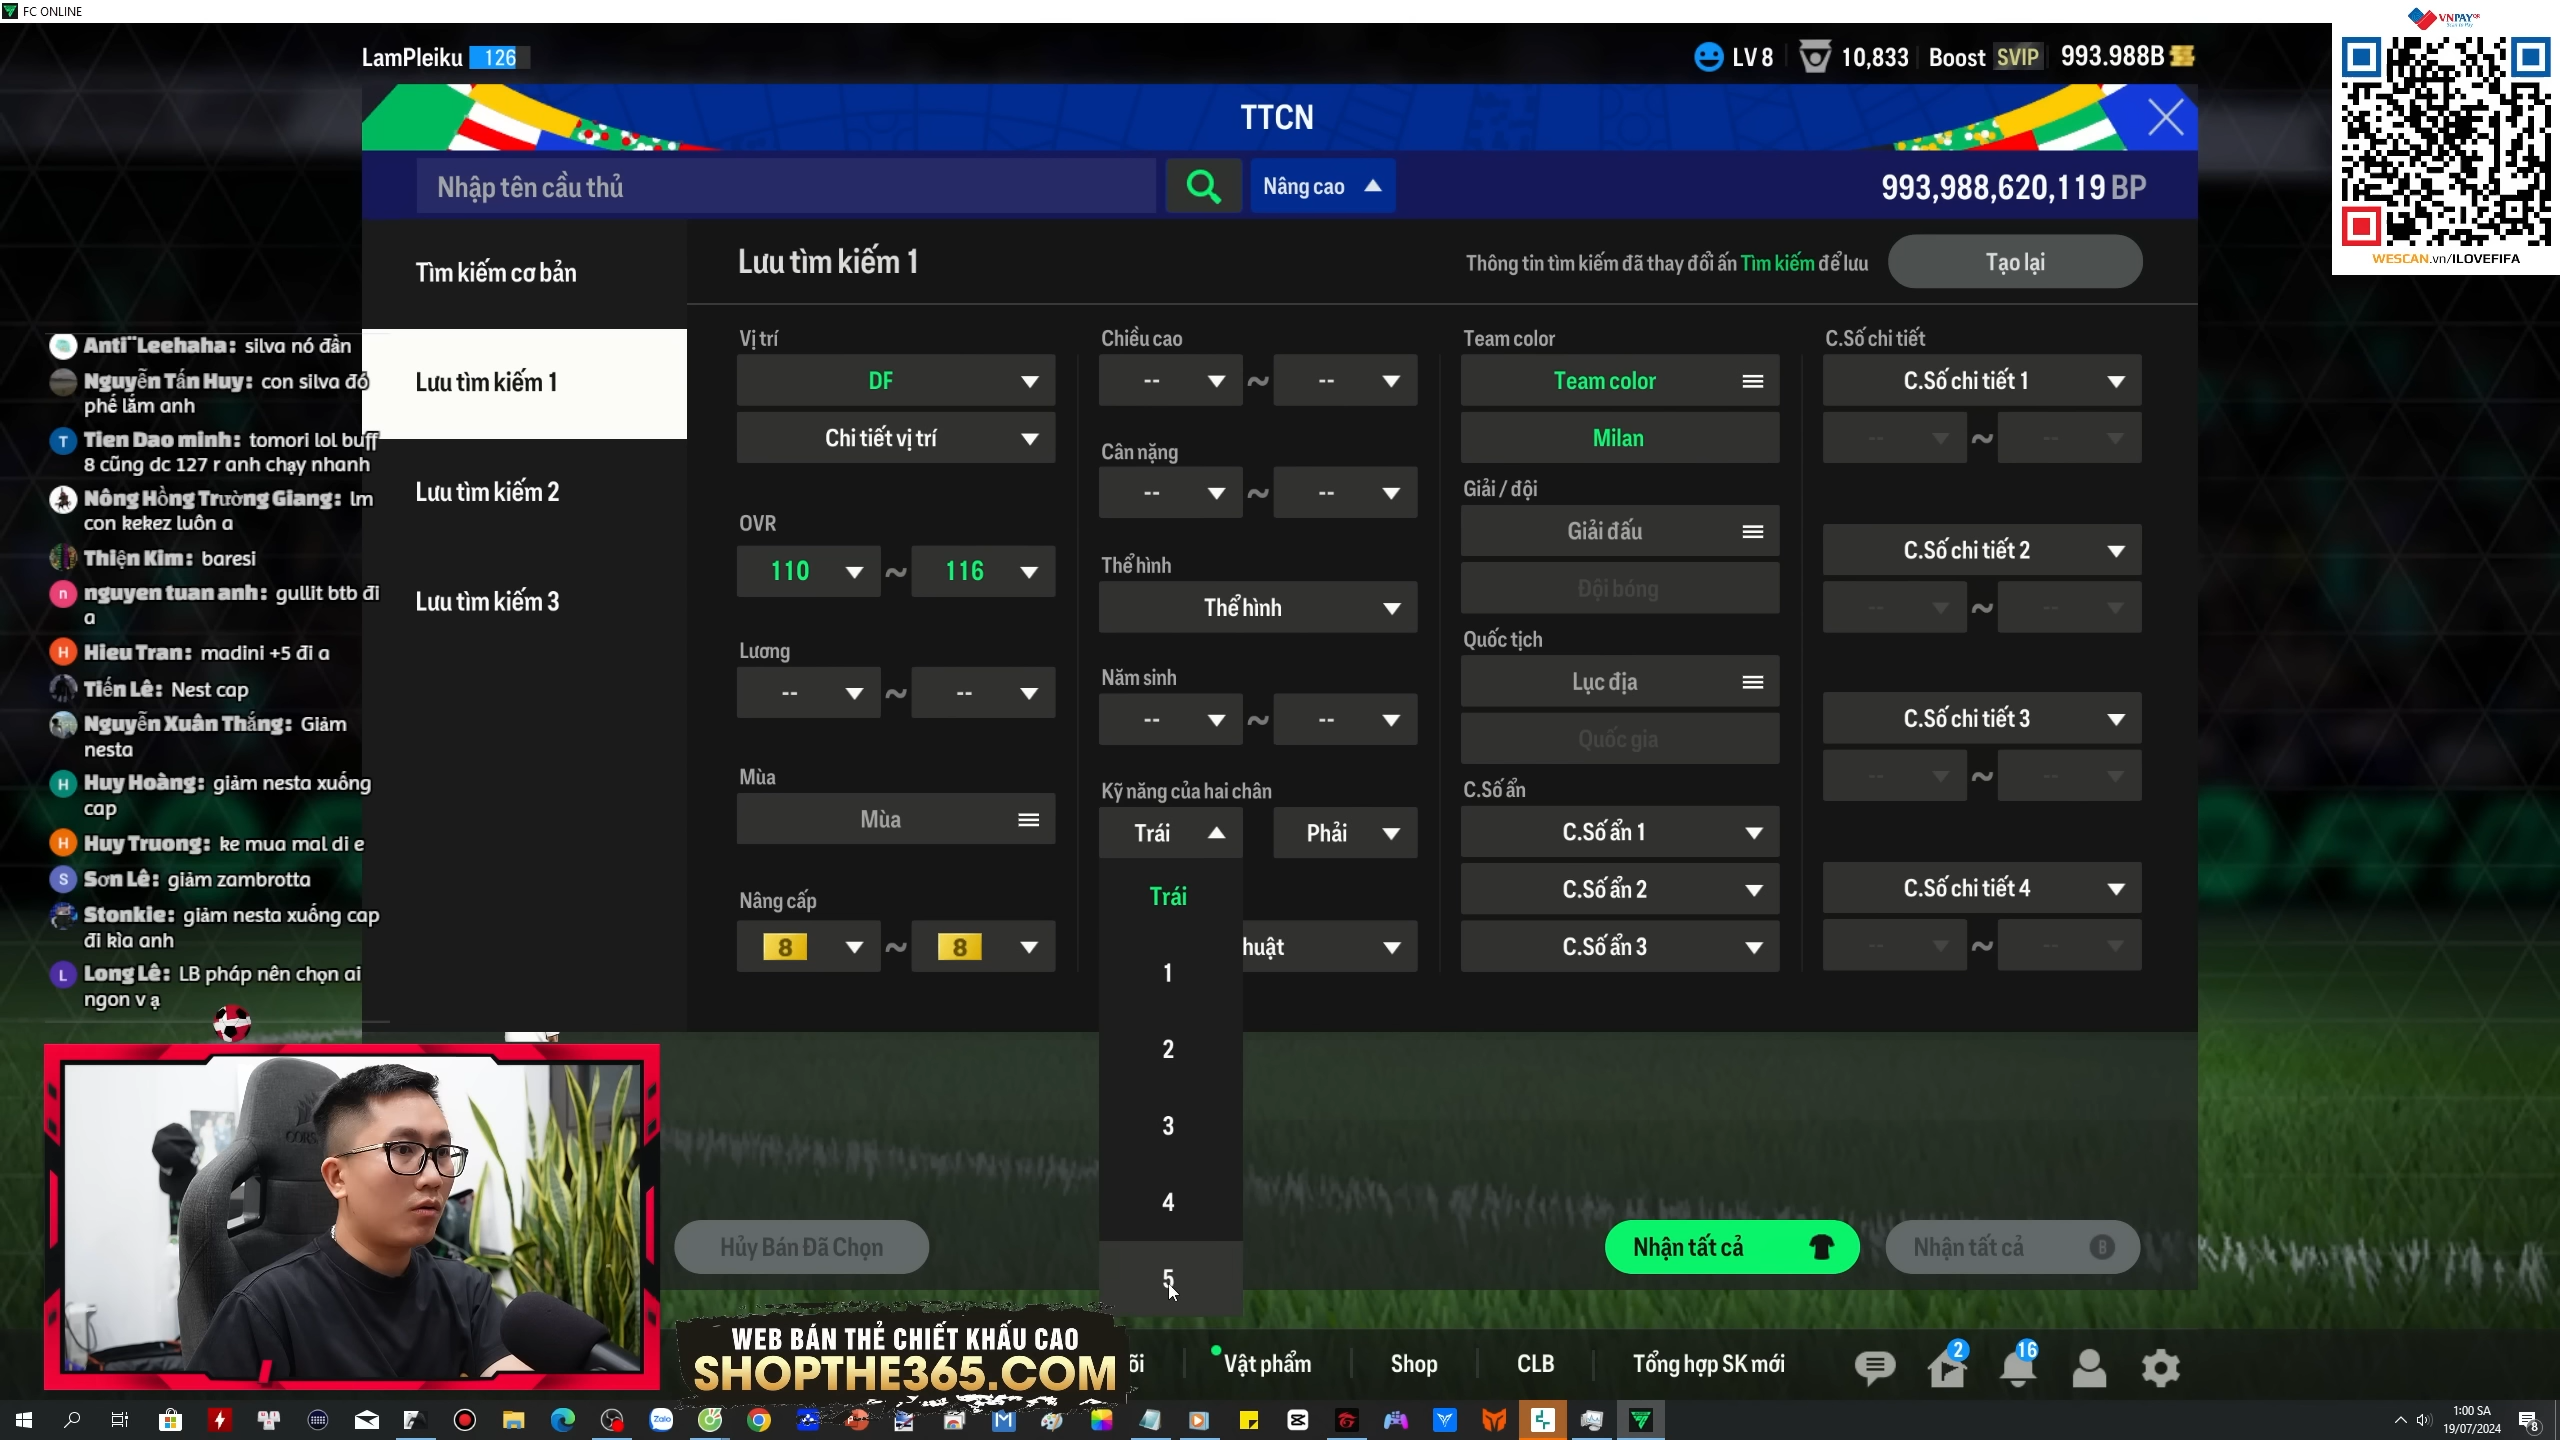 FC ONLINE
LamPleiku 126
LV 8
10,833
Boost SVIP
993.988B
TTCN
VNPAY
WESCAN.vn/ILOVEFIFA
Nhập tên cầu thủ
Nâng cao
993,988,620,119 BP
Tìm kiếm cơ bản
Lưu tìm kiếm 1
Lưu tìm kiếm 2
Lưu tìm kiếm 3
Lưu tìm kiếm 1
Thông tin tìm kiếm đã thay đổi ấn Tìm kiếm để lưu
Tạo lại
Vị trí
DF
Chi tiết vị trí
OVR
110 ~ 116
Lương
-- ~ --
Mùa
Mùa
Nâng cấp
8 ~ 8
Chiều cao
-- ~ --
Cân nặng
-- ~ --
Thể hình
Thể hình
Năm sinh
-- ~ --
Kỹ năng của hai chân
Trái
Phải
Trái
1
2
3
4
5
huật
Team color
Team color
Milan
Giải / đội
Giải đấu
Đội bóng
Quốc tịch
Lục địa
Quốc gia
C.Số ẩn
C.Số ẩn 1
C.Số ẩn 2
C.Số ẩn 3
C.Số chi tiết
C.Số chi tiết 1
-- ~ --
C.Số chi tiết 2
-- ~ --
C.Số chi tiết 3
-- ~ --
C.Số chi tiết 4
-- ~ --
Anti¨Leehaha: silva nó đần
Nguyễn Tấn Huy: con silva đó
phế lắm anh
T Tien Dao minh: tomori lol buff
8 cũng dc 127 r anh chạy nhanh
Nông Hồng Trường Giang: lm
con kekez luôn a
Thiện Kim: baresi
n nguyen tuan anh: gullit btb đi
a
H Hieu Tran: madini +5 đi a
Tiến Lê: Nest cap
Nguyễn Xuân Thắng: Giảm
nesta
H Huy Hoàng: giảm nesta xuống
cap
H Huy Truong: ke mua mal di e
S Sơn Lê: giảm zambrotta
Stonkie: giảm nesta xuống cap
đi kìa anh
L Long Lê: LB pháp nên chọn ai
ngon v ạ
Hủy Bán Đã Chọn
Nhận tất cả
Nhận tất cả B
WEB BÁN THẺ CHIẾT KHẤU CAO
SHOPTHE365.COM
õi
Vật phẩm
Shop
CLB
Tổng hợp SK mới
2
16
Zalo
1:00 SA
19/07/2024
8